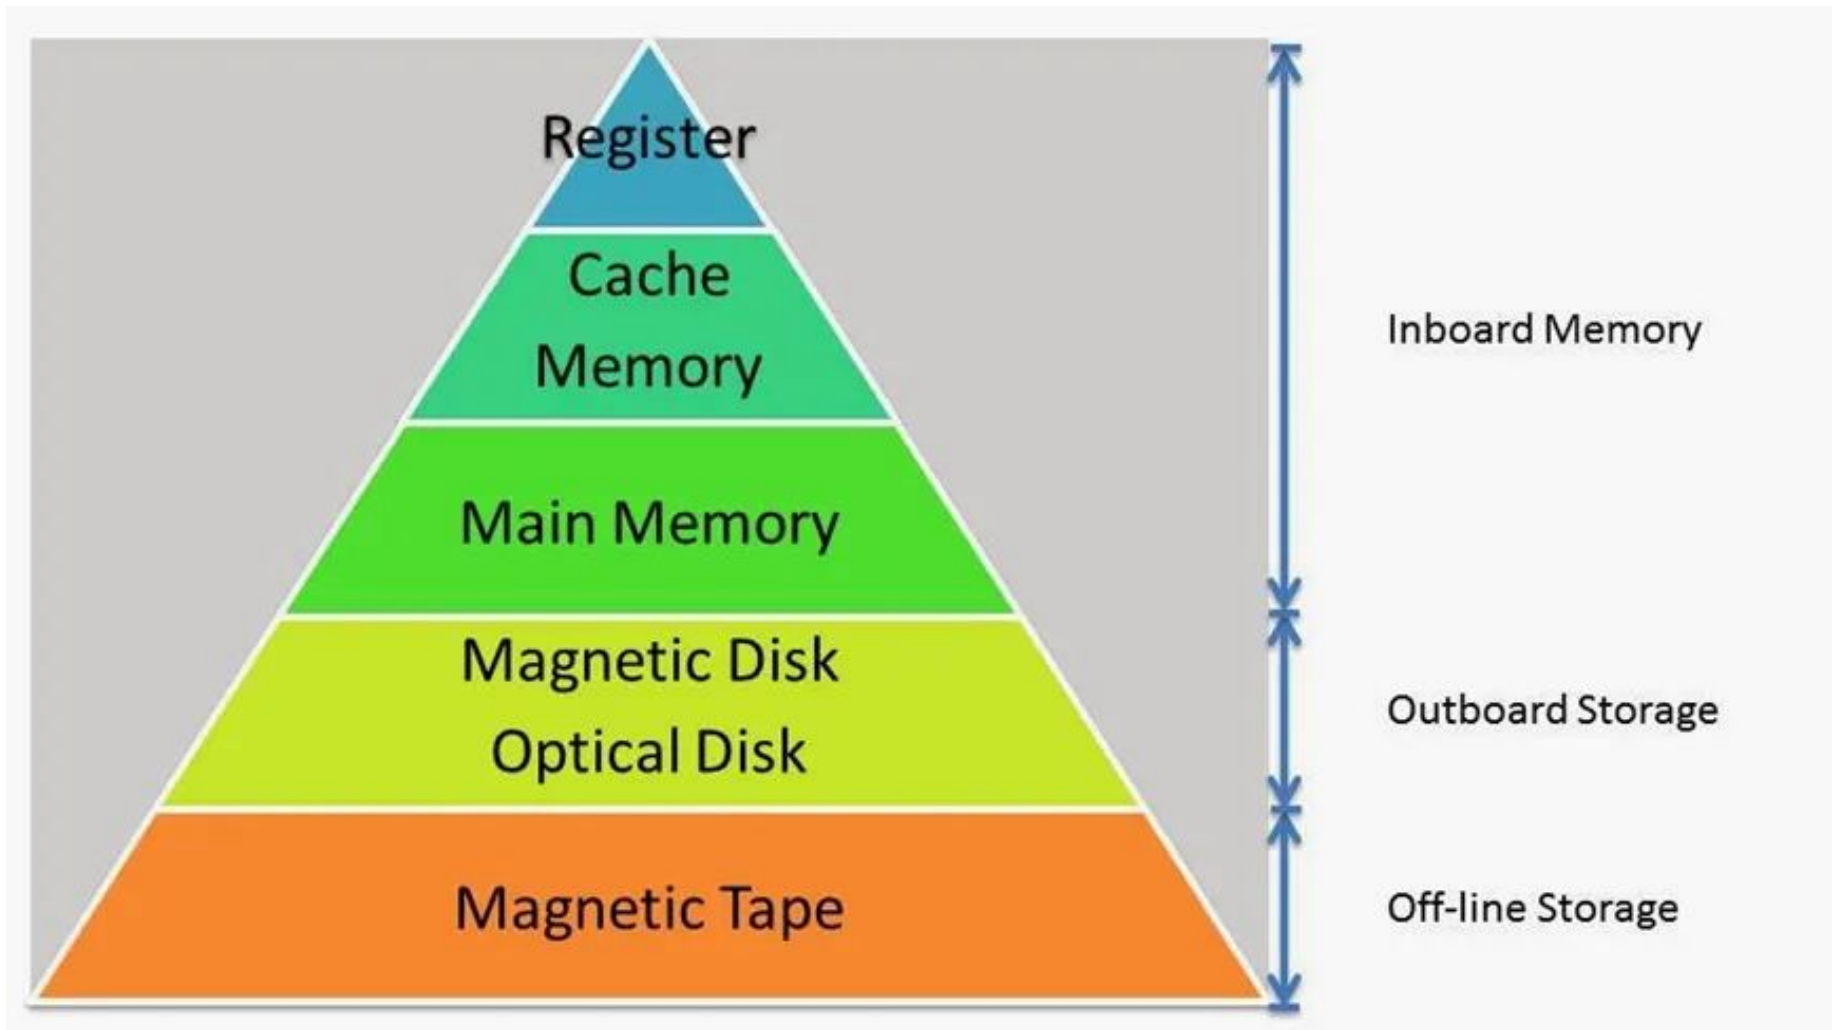 Register
Cache
Memory
Main Memory
Magnetic Disk
Optical Disk
Magnetic Tape
Inboard Memory
Outboard Storage
Off-line Storage